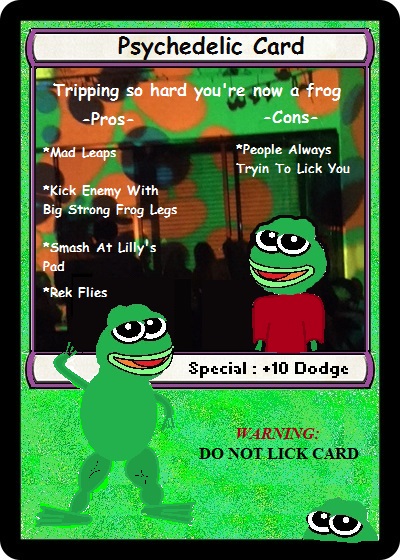 Psychedelic Card
Tripping so hard you're now a frog
-Pros-
*Mad Leaps
*Kick Enemy With
Big Strong Frog Legs
*Smash At Lilly's
Pad
*Rek Flies
-Cons-
*People Always
Tryin To Lick You
Special : +10 Dodge
WARNING:
DO NOT LICK CARD